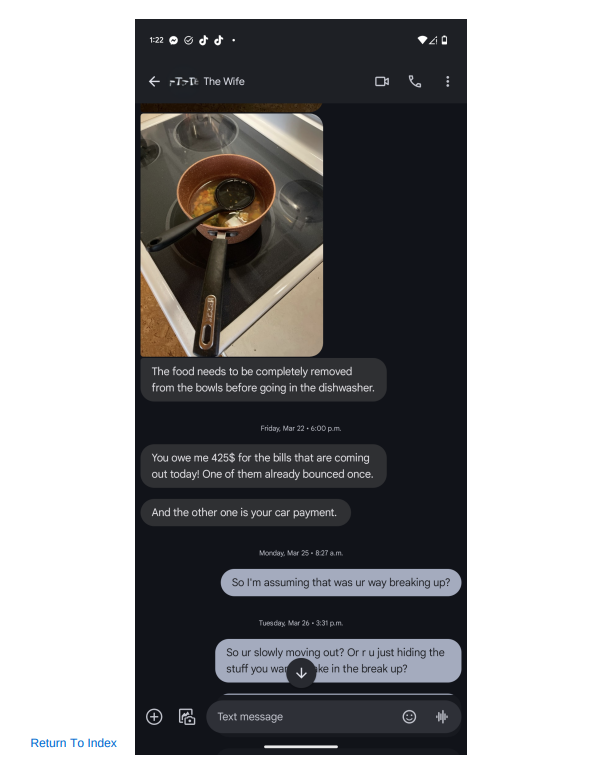 1:22
The Wife
The food needs to be completely removed
from the bowls before going in the dishwasher.
Friday, Mar 22 • 6:00 p.m.
You owe me 425$ for the bills that are coming
out today! One of them already bounced once.
And the other one is your car payment.
Monday, Mar 25 • 8:27 a.m.
So I'm assuming that was ur way breaking up?
Tuesday, Mar 26 • 3:31 p.m.
So ur slowly moving out? Or r u just hiding the
stuff you in the break up?
Text message
Return To Index